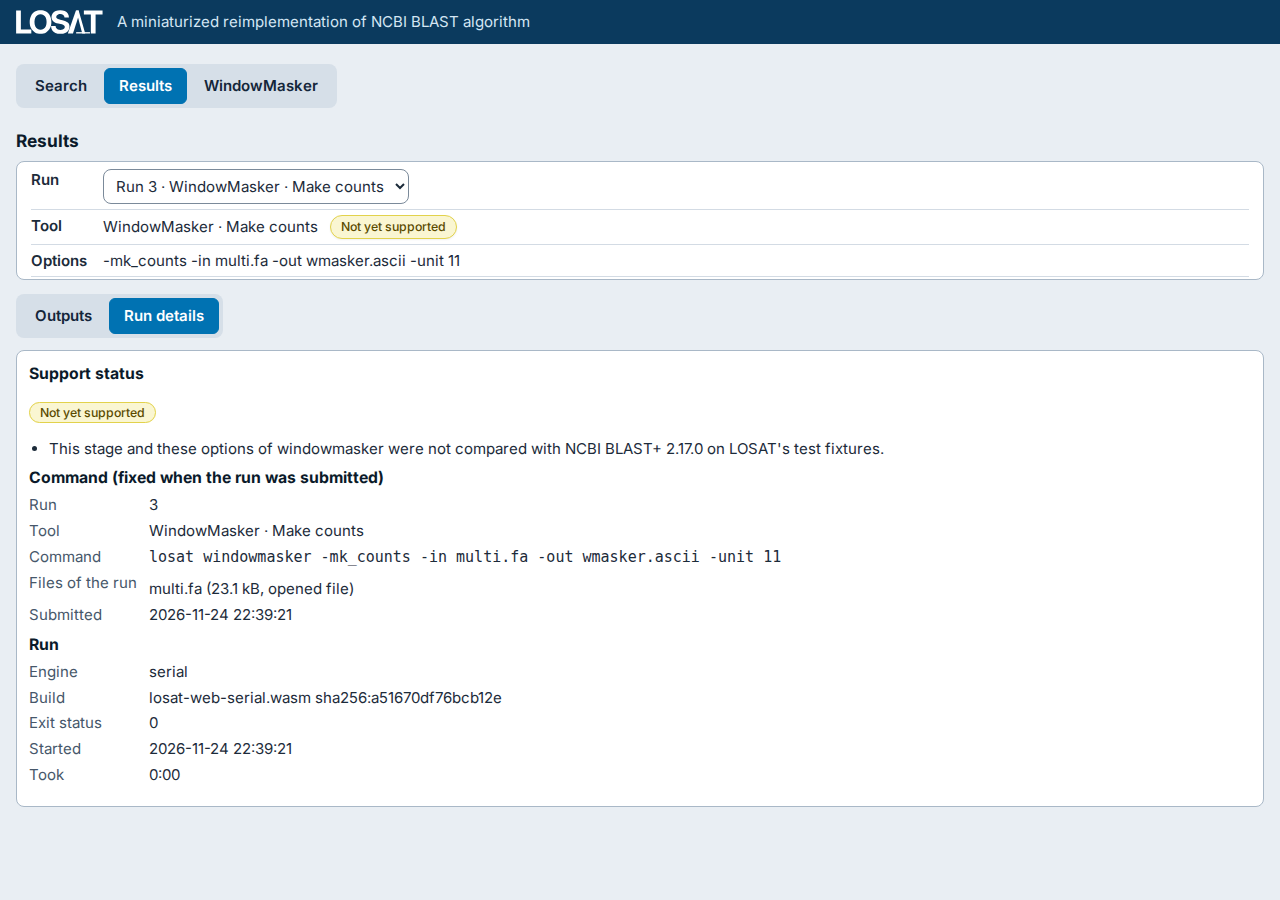 LOSAT A miniaturized reimplementation of NCBI BLAST algorithm
Search Results WindowMasker
Results
Run Run 3 · WindowMasker · Make counts
Tool WindowMasker · Make counts Not yet supported
Options -mk_counts -in multi.fa -out wmasker.ascii -unit 11
Outputs Run details
Support status
Not yet supported
• This stage and these options of windowmasker were not compared with NCBI BLAST+ 2.17.0 on LOSAT's test fixtures.
Command (fixed when the run was submitted)
Run 3
Tool WindowMasker · Make counts
Command losat windowmasker -mk_counts -in multi.fa -out wmasker.ascii -unit 11
Files of the run multi.fa (23.1 kB, opened file)
Submitted 2026-11-24 22:39:21
Run
Engine serial
Build losat-web-serial.wasm sha256:a51670df76bcb12e
Exit status 0
Started 2026-11-24 22:39:21
Took 0:00